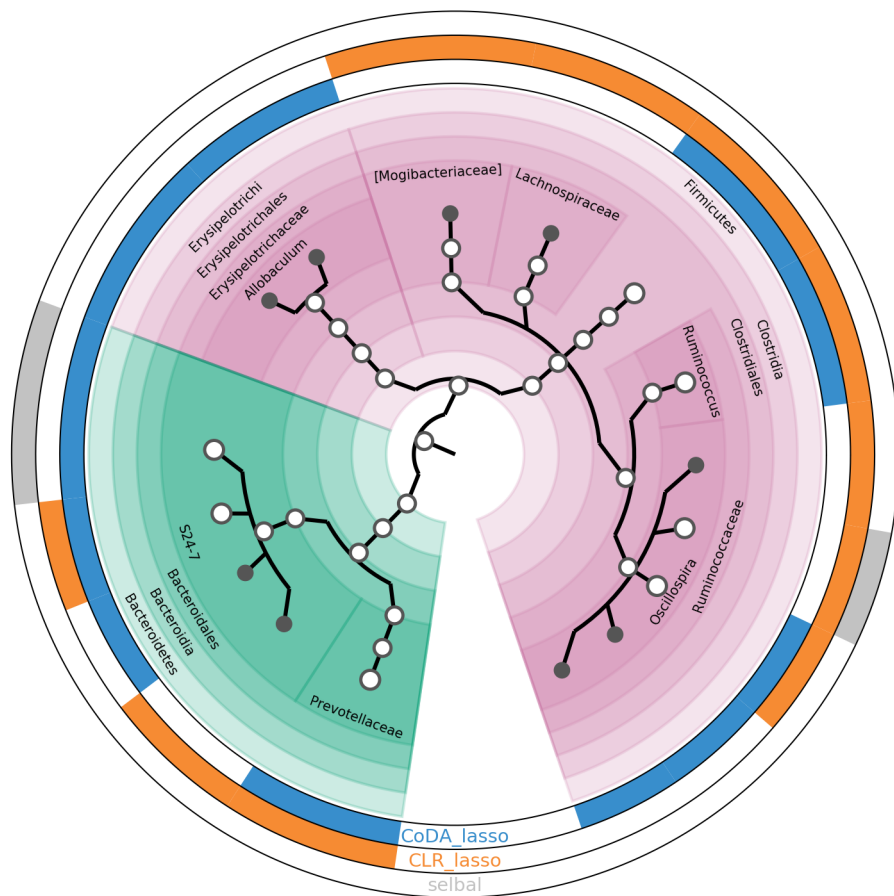 [Mogibacteriaceae]
Lachnospiraceae
Firmicutes
Erysipelotrichi
Erysipelotrichales
Erysipelotrichaceae
Allobaculum
Clostridia
Clostridiales
Ruminococcus
Ruminococcaceae
Oscillospira
S24-7
Bacteroidales
Bacteroidia
Bacteroidetes
Prevotellaceae
CoDA_lasso
CLR_lasso
selbal